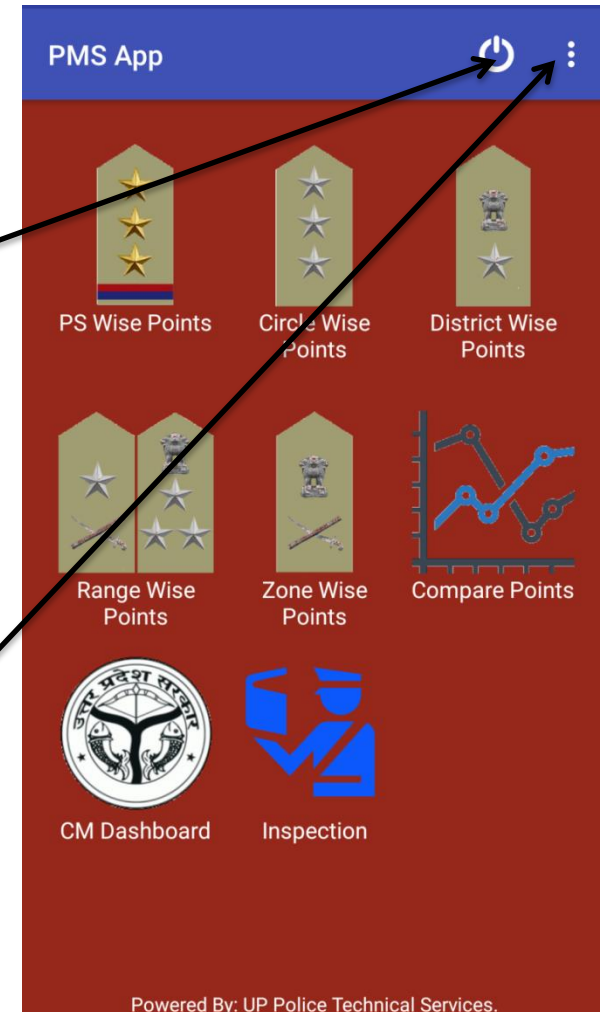 PMS App
PS Wise Points
Circle Wise
Points
District Wise
Points
Range Wise
Points
Zone Wise
Points
Compare Points
उत्तर प्रदेश सरकार
CM Dashboard
Inspection
Powered By: UP Police Technical Services.